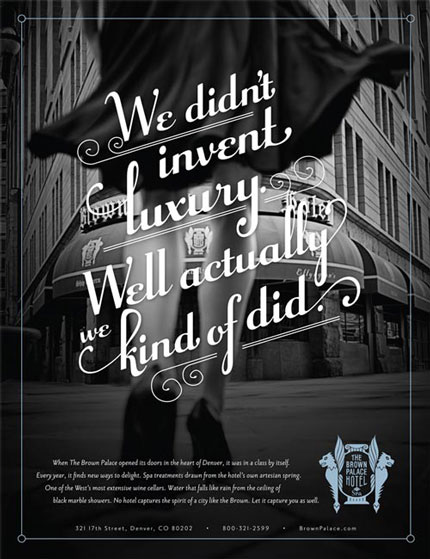 We didn't
invent
luxury.
Well actually
we
kind of did.
When The Brown Palace opened its doors in the heart of Denver, it was in a class by itself.
Every year, it finds new ways to delight. Spa treatments drawn from the hotel's own artesian spring.
One of the West's most extensive wine cellars. Water that falls like rain from the ceiling of
black marble showers. No hotel captures the spirit of a city like the Brown. Let it capture you as well.
THE
BROWN
PALACE
HOTEL
Spa
321 17th Street, Denver, CO 80202 • 800-321-2599 • BrownPalace.com